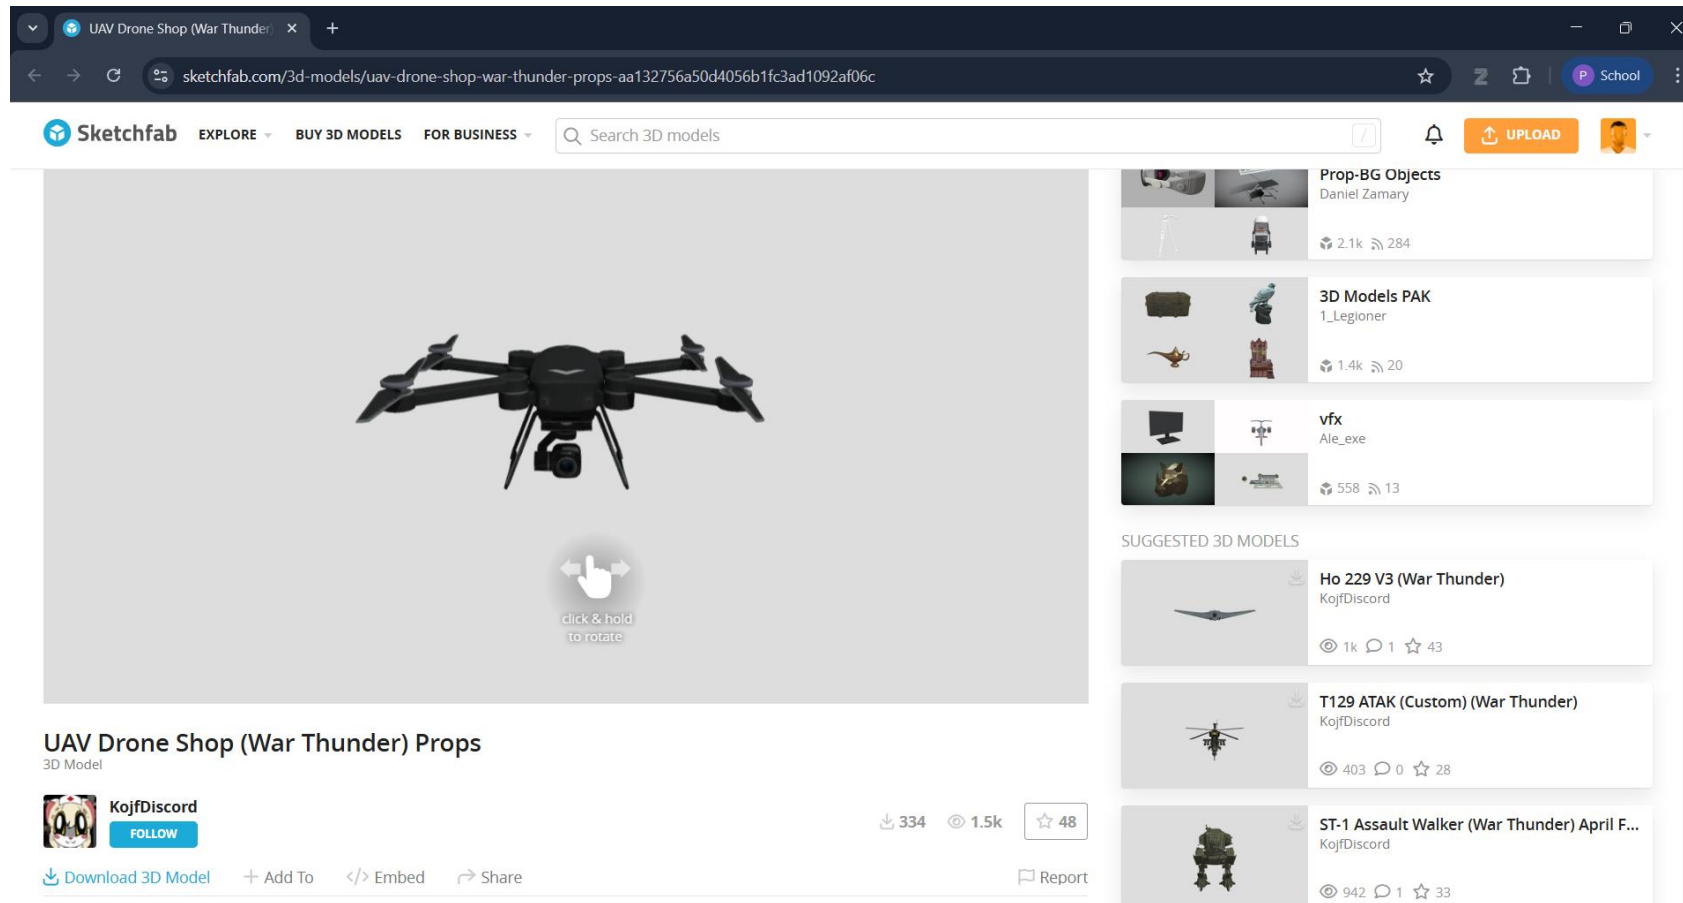 UAV Drone Shop (War Thunder)
sketchfab.com/3d-models/uav-drone-shop-war-thunder-props-aa132756a50d4056b1fc3ad1092af06c
P School
Sketchfab EXPLORE BUY 3D MODELS FOR BUSINESS Search 3D models / UPLOAD
click & hold
to rotate
UAV Drone Shop (War Thunder) Props
3D Model
KojfDiscord
FOLLOW
334 1.5k 48
Download 3D Model Add To Embed Share Report
Prop-BG Objects
Daniel Zamary
2.1k 284
3D Models PAK
1_Legioner
1.4k 20
vfx
Ale_exe
558 13
SUGGESTED 3D MODELS
Ho 229 V3 (War Thunder)
KojfDiscord
1k 1 43
T129 ATAK (Custom) (War Thunder)
KojfDiscord
403 0 28
ST-1 Assault Walker (War Thunder) April F...
KojfDiscord
942 1 33